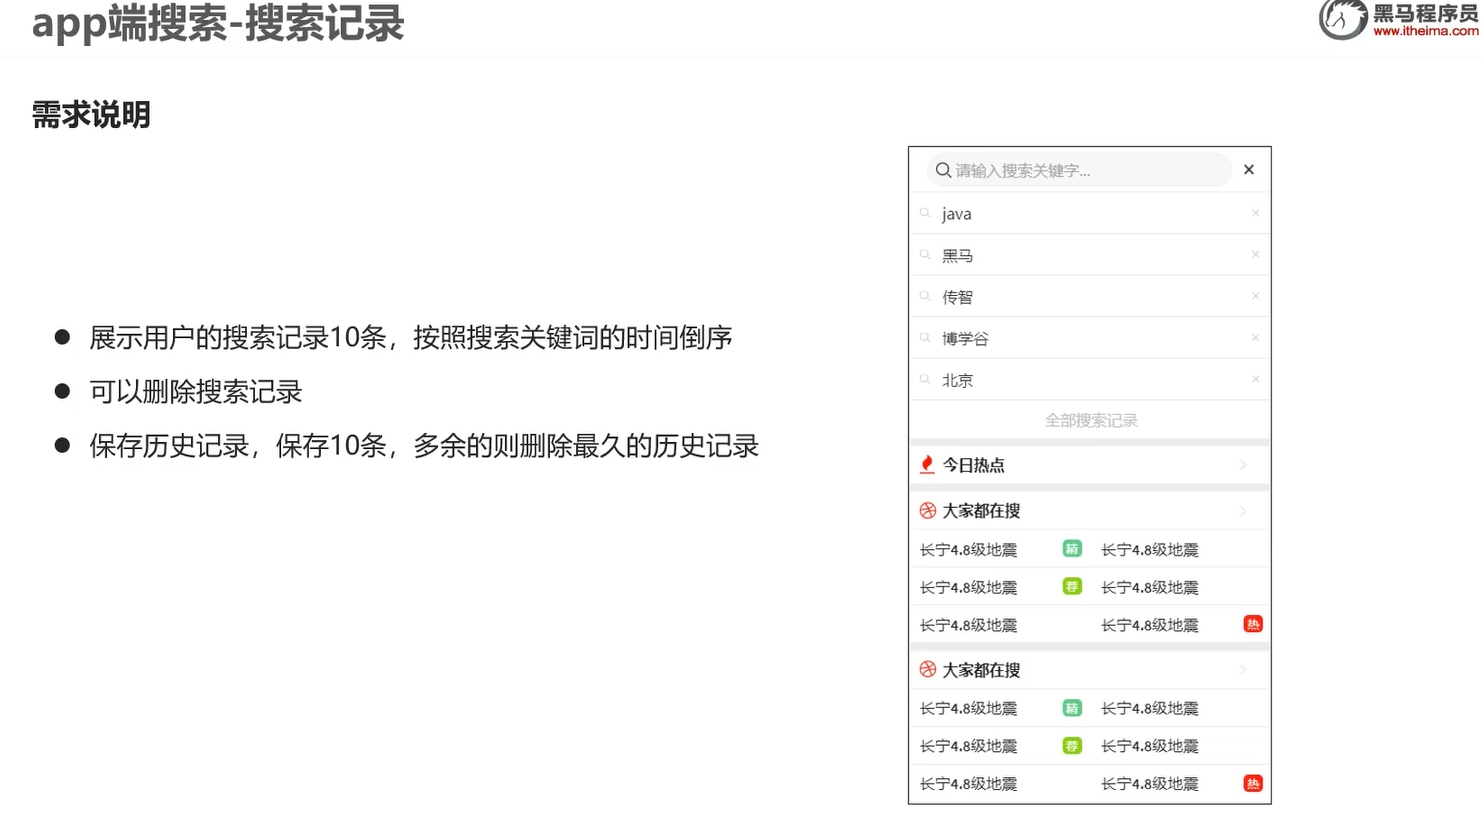 app端搜索-搜索记录
黑马程序员
www.itheima.com
需求说明
展示用户的搜索记录10条，按照搜索关键词的时间倒序
可以删除搜索记录
保存历史记录，保存10条，多余的则删除最久的历史记录
请输入搜索关键字...
java
黑马
传智
博学谷
北京
全部搜索记录
今日热点
大家都在搜
长宁4.8级地震 精 长宁4.8级地震
长宁4.8级地震 荐 长宁4.8级地震
长宁4.8级地震 长宁4.8级地震 热
大家都在搜
长宁4.8级地震 精 长宁4.8级地震
长宁4.8级地震 荐 长宁4.8级地震
长宁4.8级地震 长宁4.8级地震 热